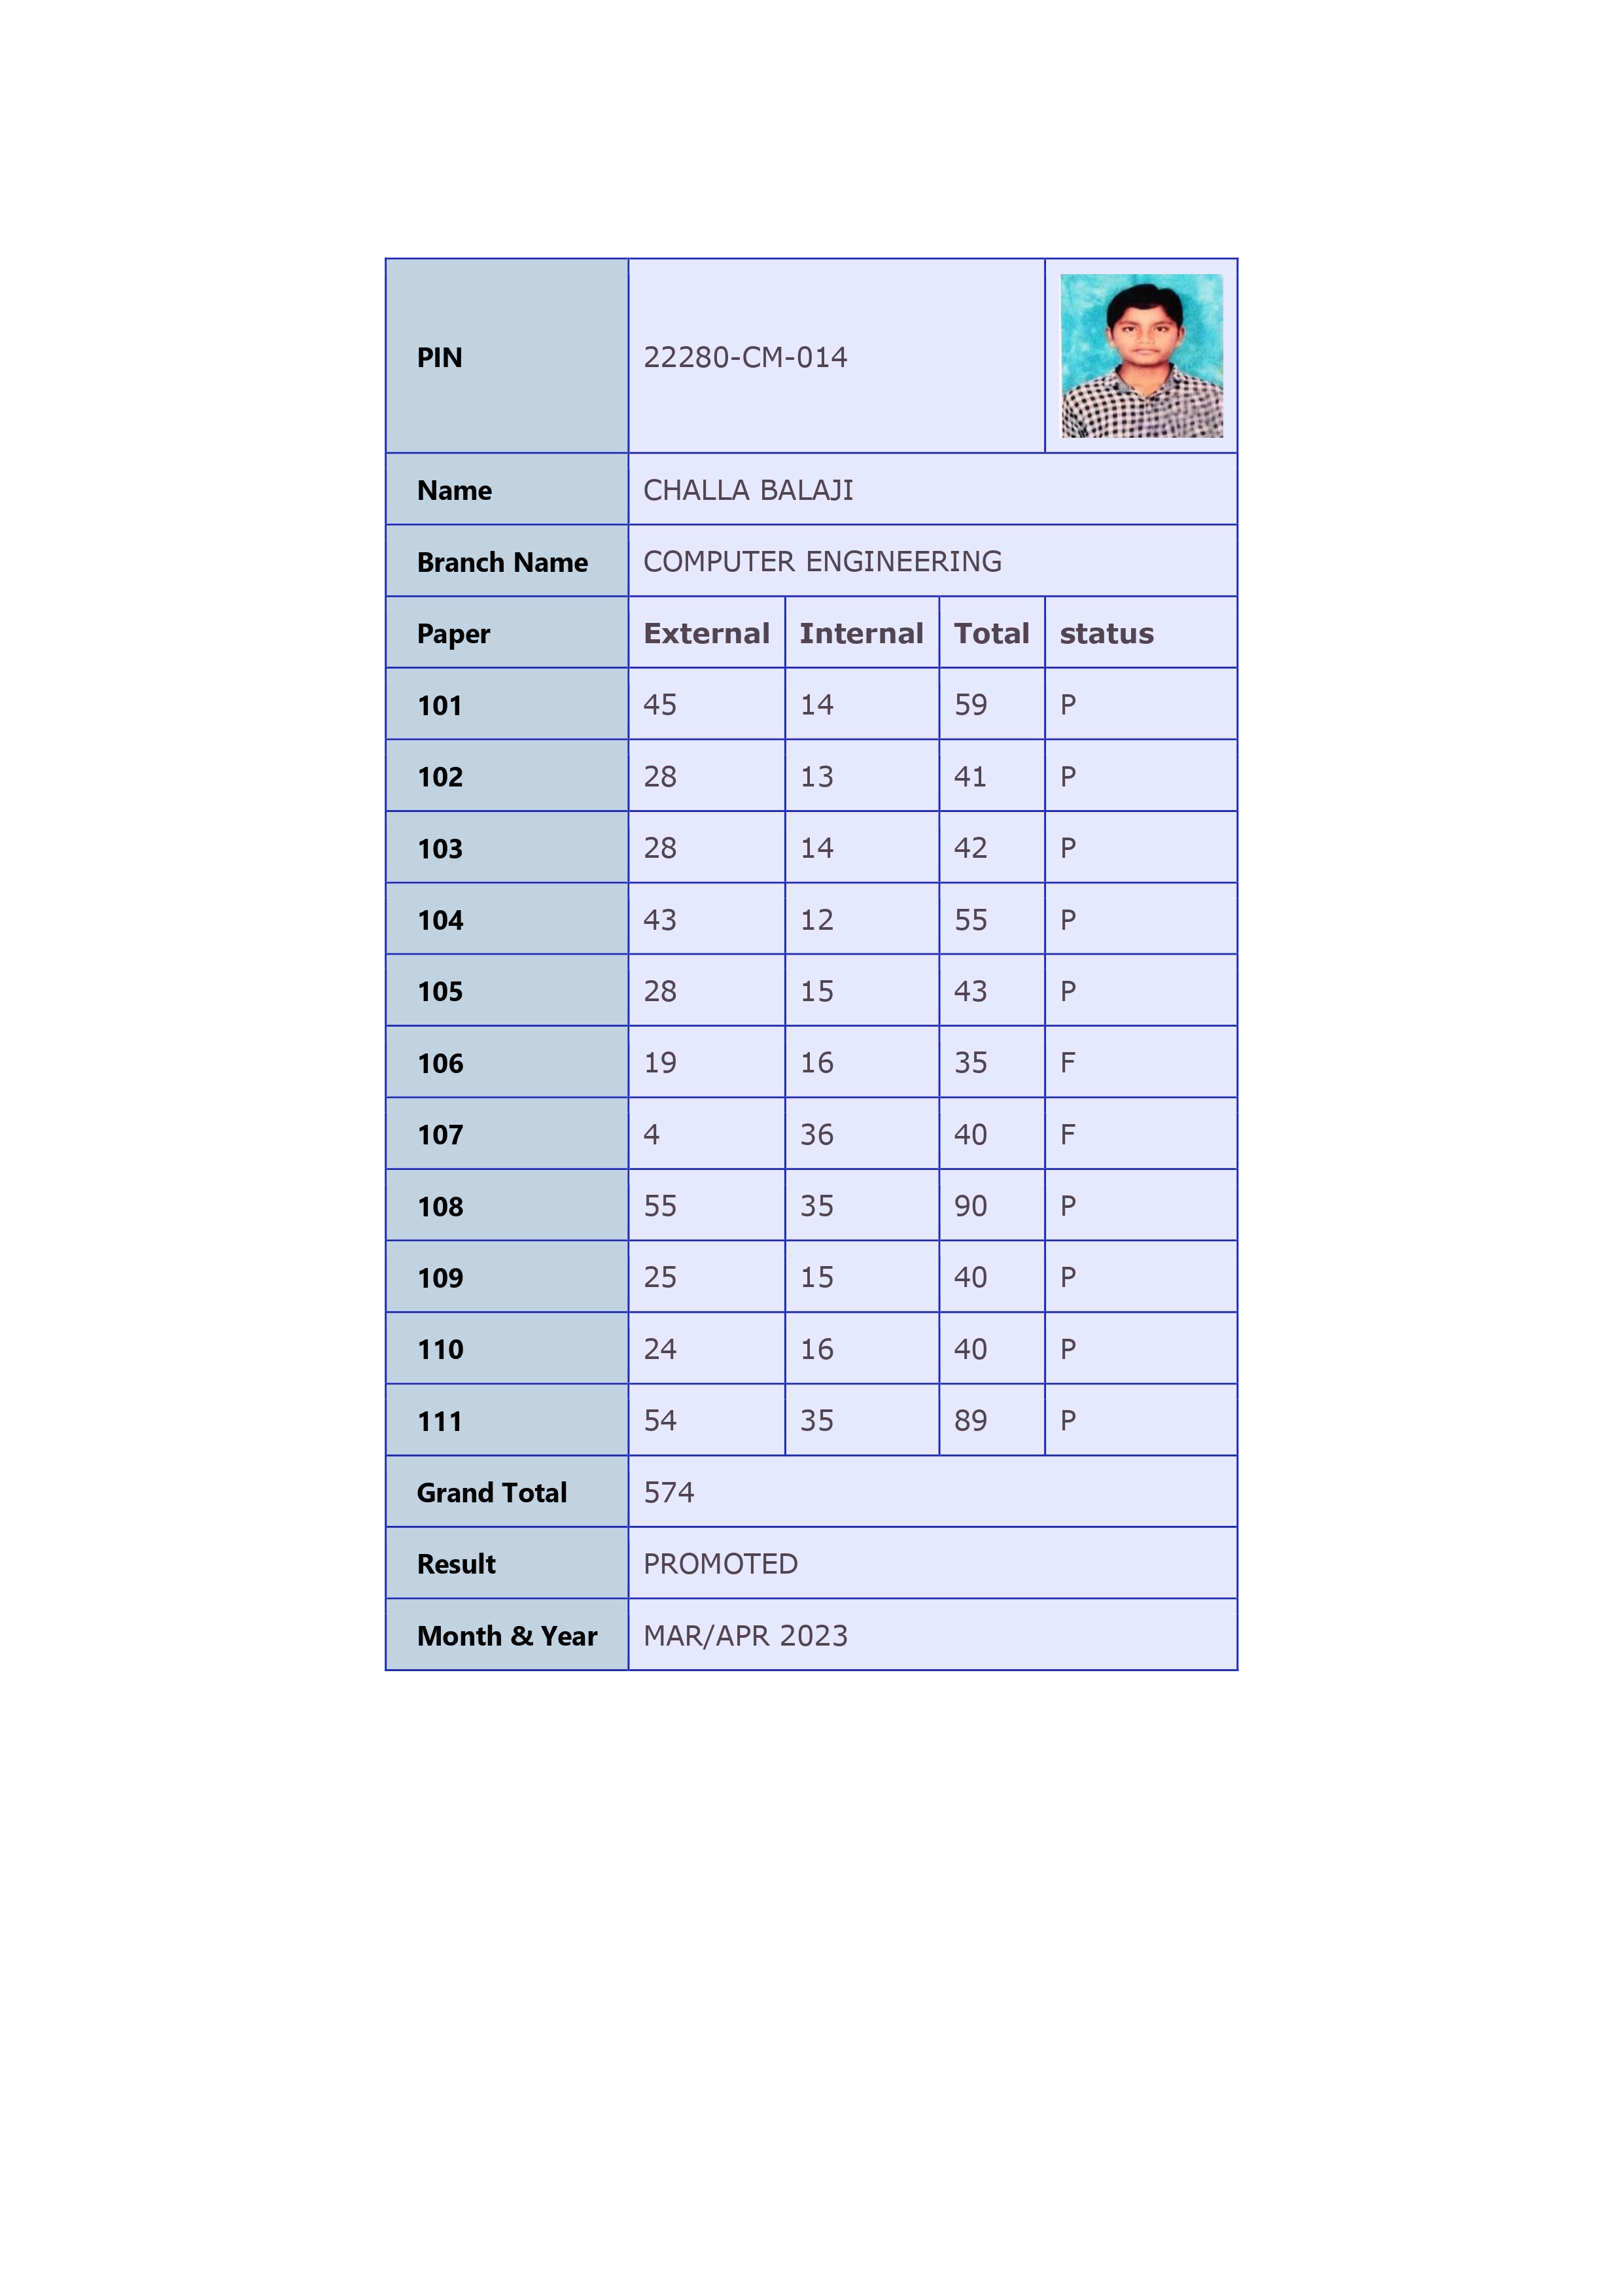 PIN 22280-CM-014
Name CHALLA BALAJI
Branch Name COMPUTER ENGINEERING
Paper External Internal Total status
101 45 14 59 P
102 28 13 41 P
103 28 14 42 P
104 43 12 55 P
105 28 15 43 P
106 19 16 35 F
107 4 36 40 F
108 55 35 90 P
109 25 15 40 P
110 24 16 40 P
111 54 35 89 P
Grand Total 574
Result PROMOTED
Month & Year MAR/APR 2023